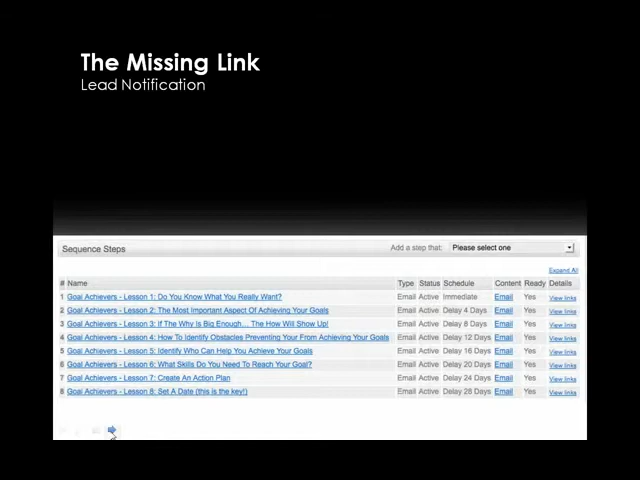 The Missing Link
Lead Notification
Sequence Steps Add a step that: Please select one
Expand All
# Name Type Status Schedule Content Ready Details
1 Goal Achievers - Lesson 1: Do You Know What You Really Want? Email Active Immediate Email Yes View links
2 Goal Achievers - Lesson 2: The Most Important Aspect Of Achieving Your Goals Email Active Delay 4 Days Email Yes View links
3 Goal Achievers - Lesson 3: If The Why Is Big Enough... The How Will Show Up! Email Active Delay 8 Days Email Yes View links
4 Goal Achievers - Lesson 4: How To Identify Obstacles Preventing Your From Achieving Your Goals Email Active Delay 12 Days Email Yes View links
5 Goal Achievers - Lesson 5: Identify Who Can Help You Achieve Your Goals Email Active Delay 16 Days Email Yes View links
6 Goal Achievers - Lesson 6: What Skills Do You Need To Reach Your Goal? Email Active Delay 20 Days Email Yes View links
7 Goal Achievers - Lesson 7: Create An Action Plan Email Active Delay 24 Days Email Yes View links
8 Goal Achievers - Lesson 8: Set A Date (this is the key!) Email Active Delay 28 Days Email Yes View links